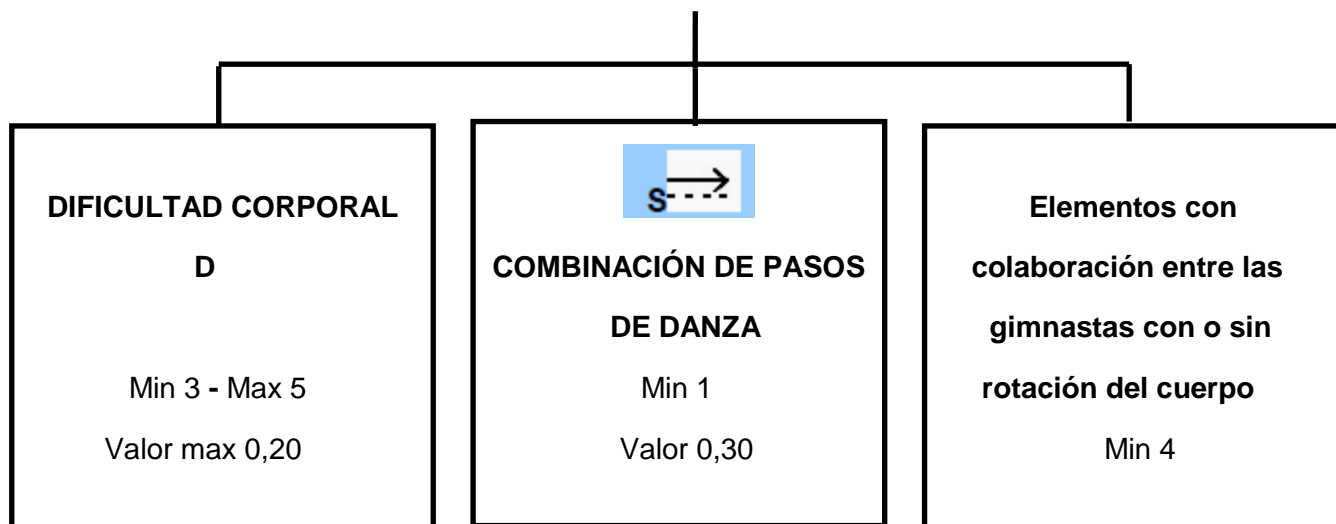 DIFICULTAD CORPORAL
D
Min 3 - Max 5
Valor max 0,20
S
COMBINACIÓN DE PASOS
DE DANZA
Min 1
Valor 0,30
Elementos con
colaboración entre las
gimnastas con o sin
rotación del cuerpo
Min 4